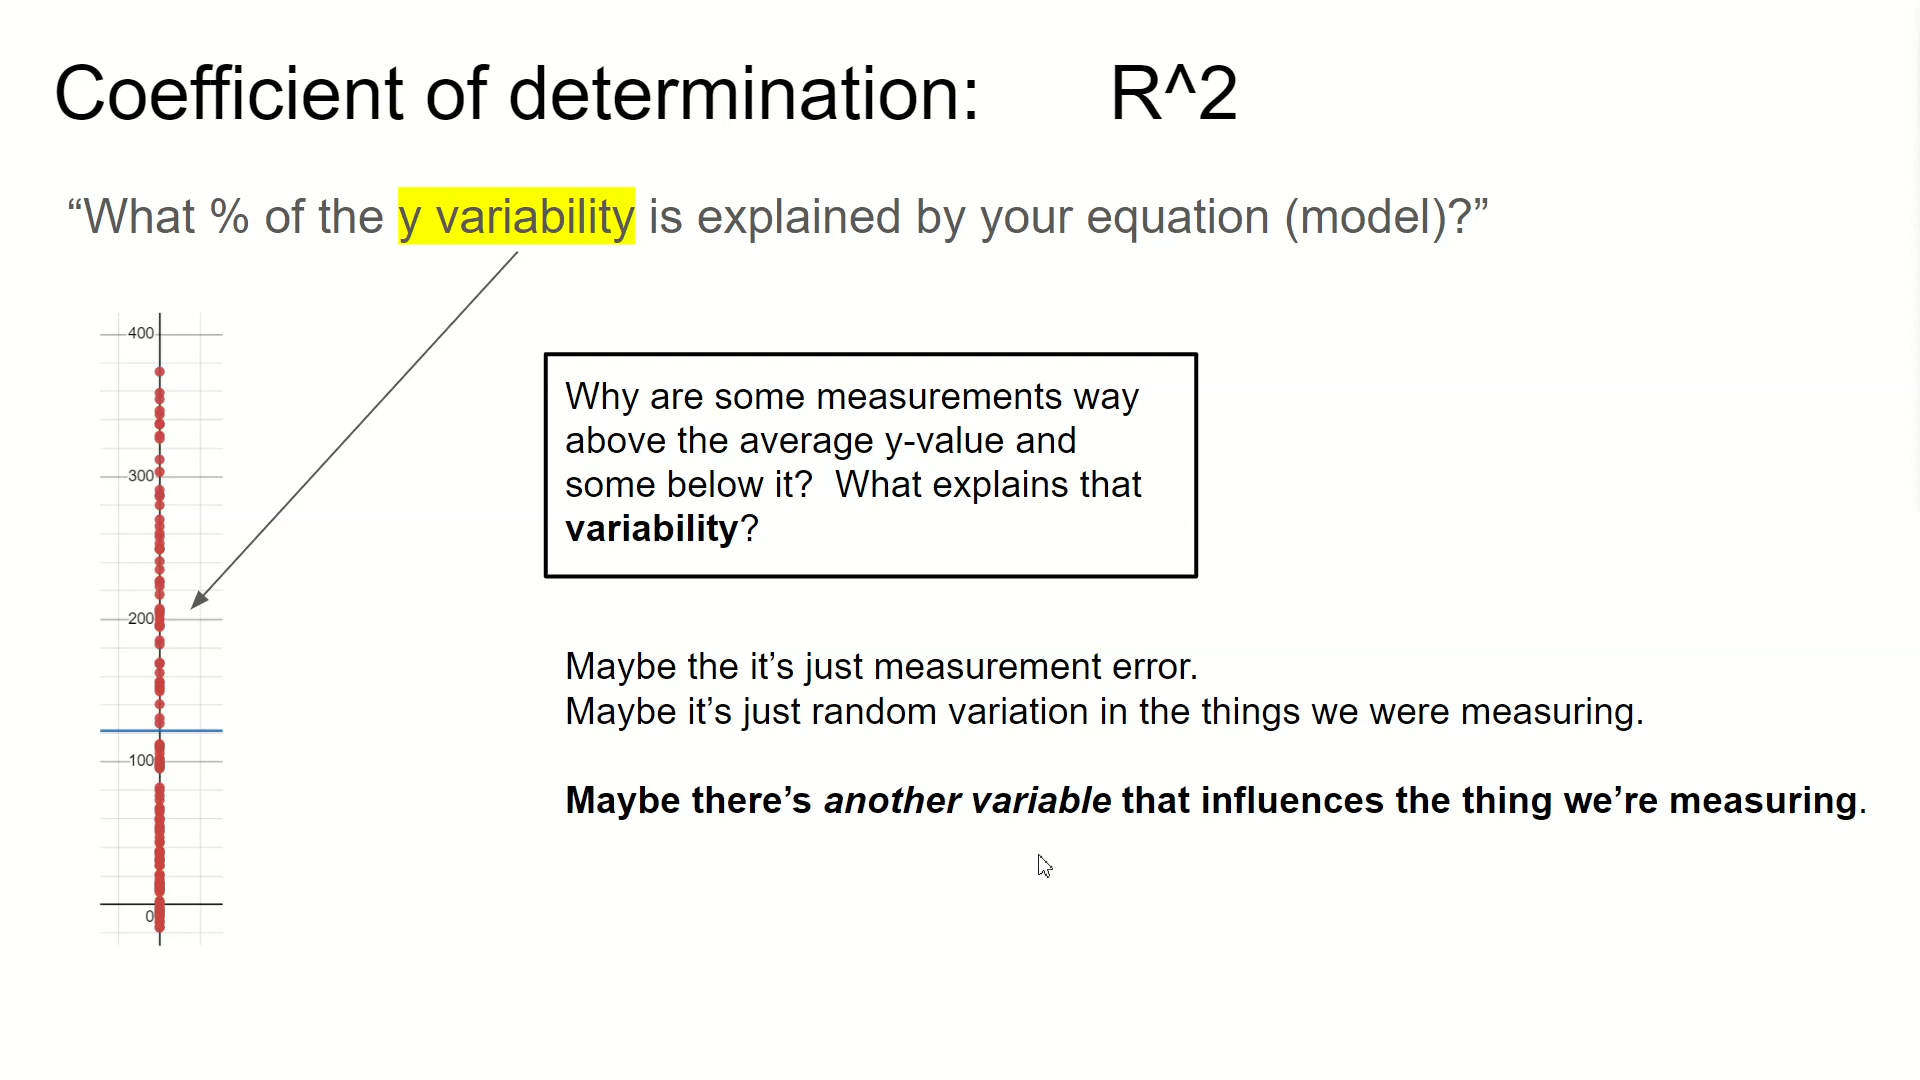 Coefficient of determination: R^2
“What % of the y variability is explained by your equation (model)?”
400
300
200
100
0
Why are some measurements way
above the average y-value and
some below it? What explains that
variability?
Maybe the it’s just measurement error.
Maybe it’s just random variation in the things we were measuring.
Maybe there’s another variable that influences the thing we’re measuring.